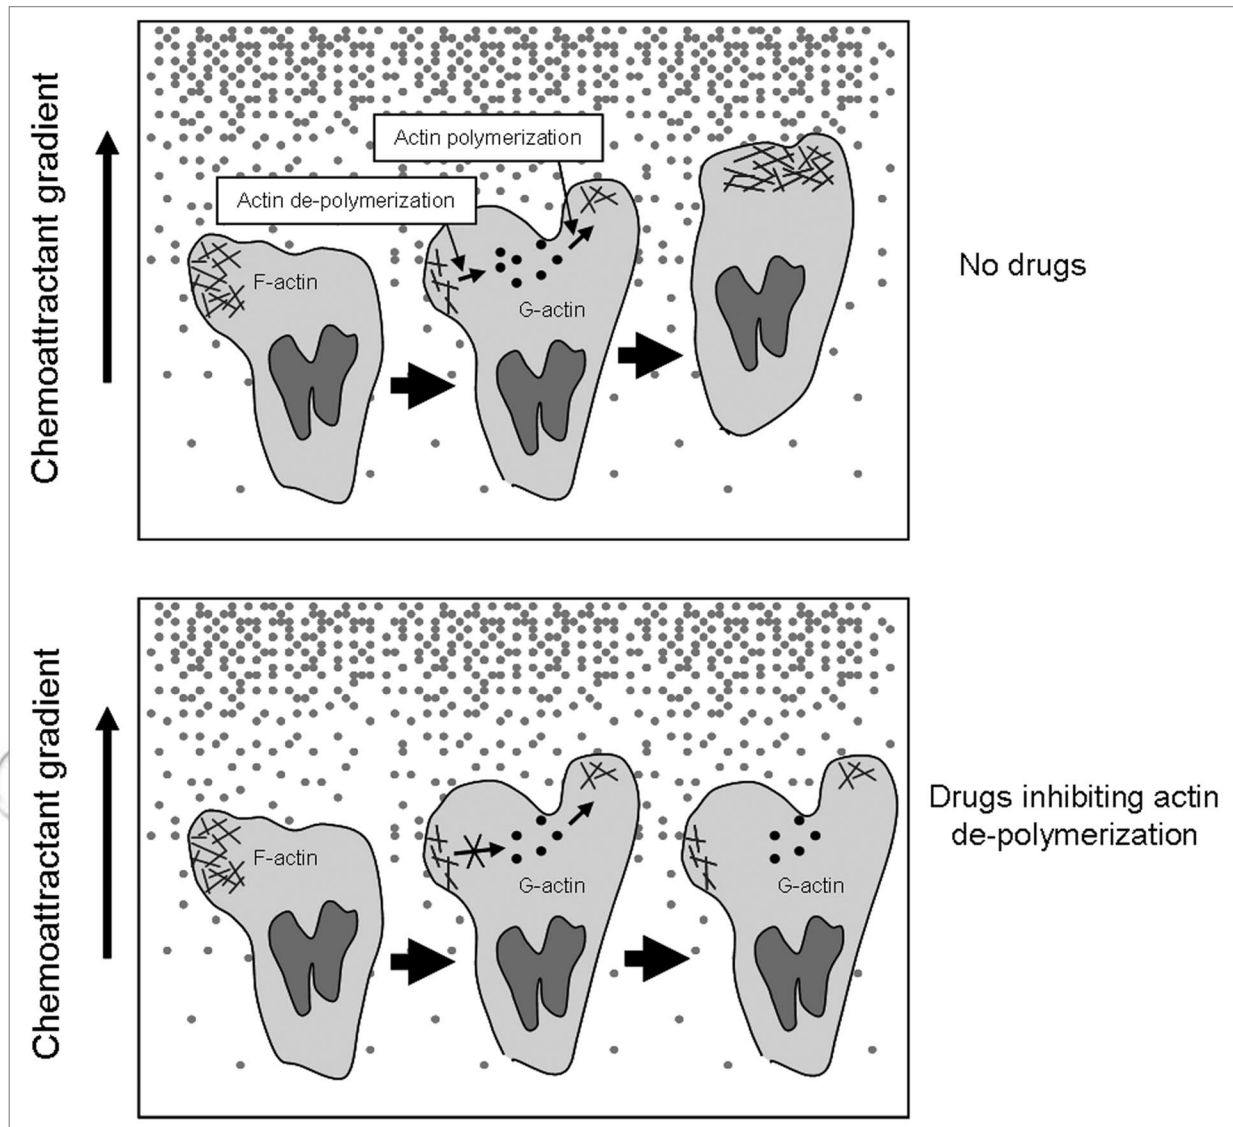 Chemoattractant gradient
Actin polymerization
Actin de-polymerization
F-actin
G-actin
No drugs
Chemoattractant gradient
F-actin
G-actin
G-actin
Drugs inhibiting actin
de-polymerization